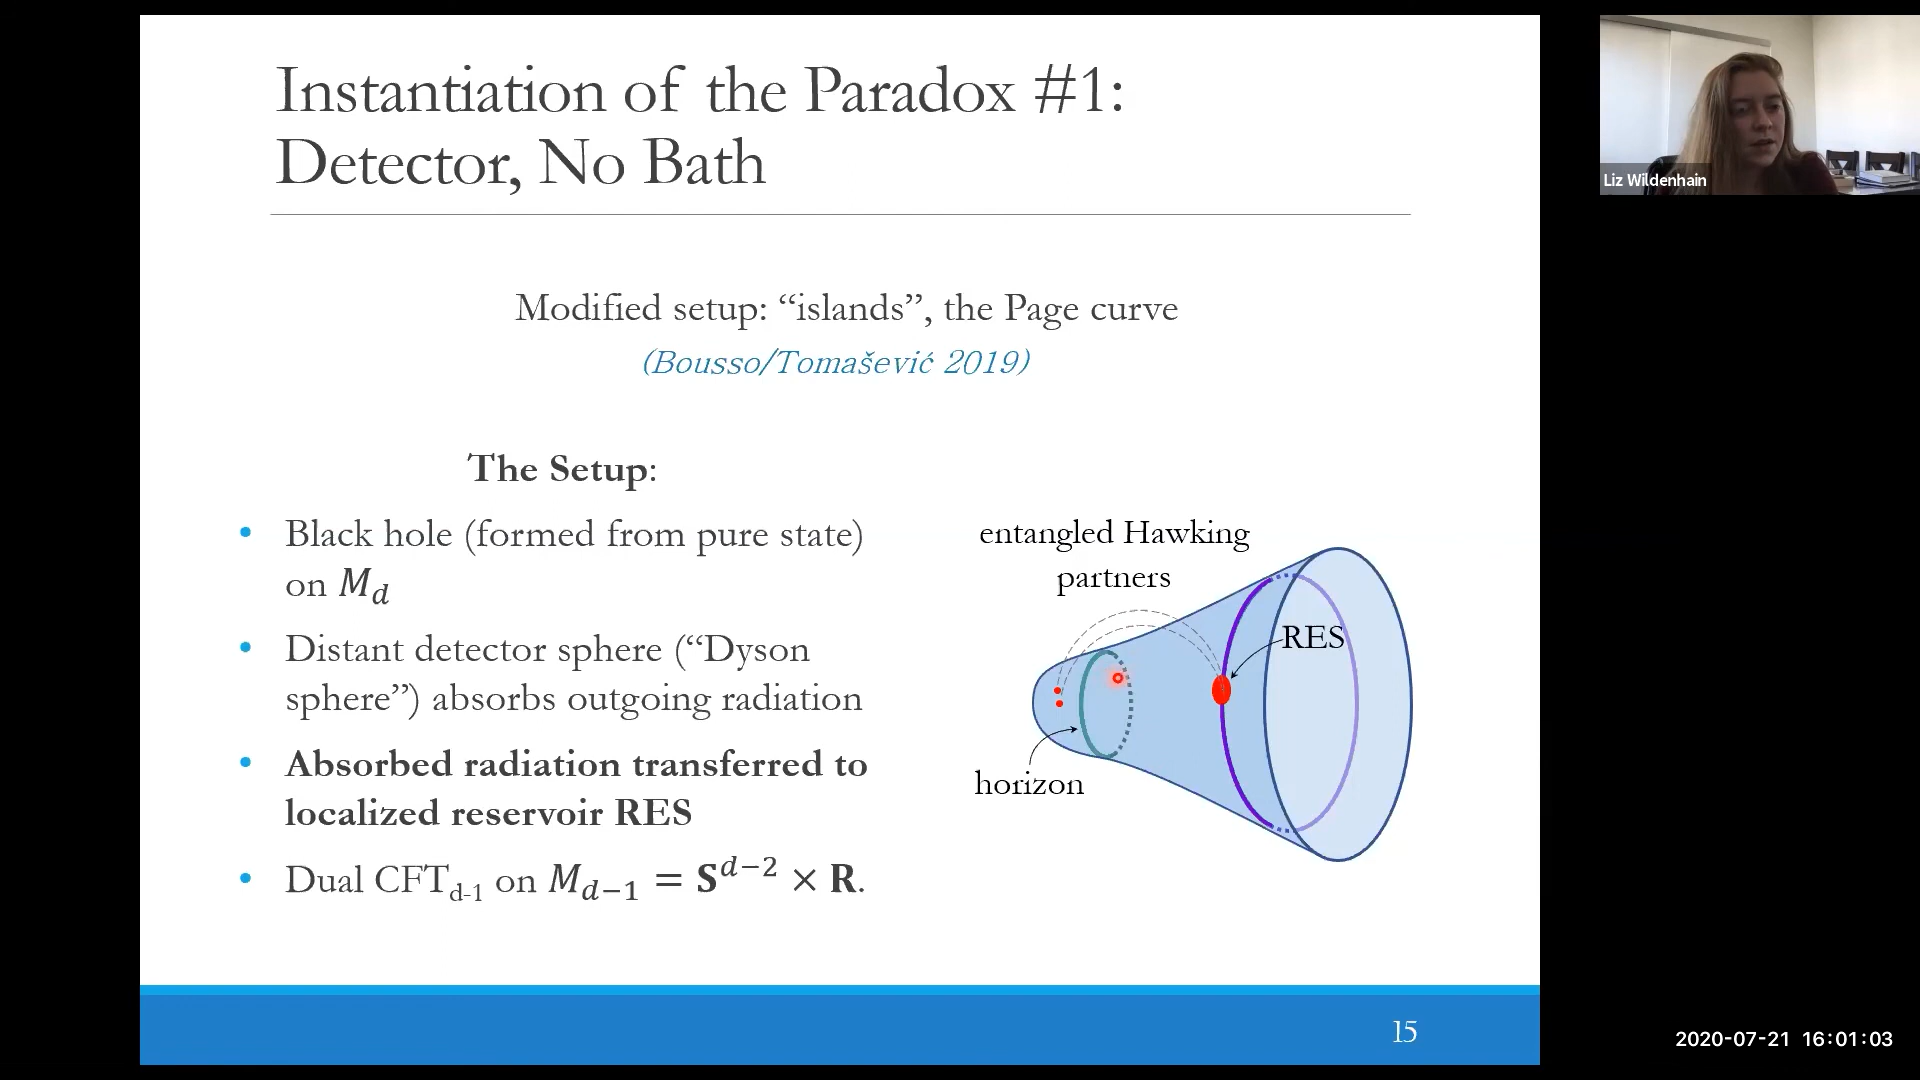 Instantiation of the Paradox #1:
Detector, No Bath
Modified setup: “islands”, the Page curve
(Bousso/Tomašević 2019)
The Setup:
• Black hole (formed from pure state)
on M_d
• Distant detector sphere (“Dyson
sphere”) absorbs outgoing radiation
• Absorbed radiation transferred to
localized reservoir RES
• Dual CFT_{d-1} on M_{d−1} = S^{d−2} × R.
entangled Hawking
partners
RES
horizon
15
Liz Wildenhain
2020-07-21 16:01:03